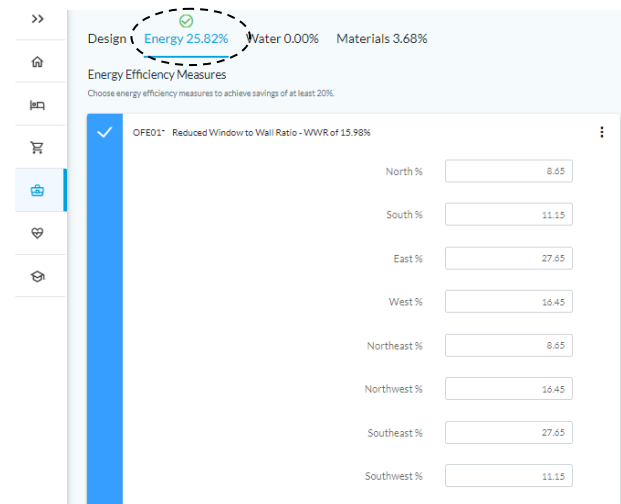 Design Energy 25.82% Water 0.00% Materials 3.68%
Energy Efficiency Measures
Choose energy efficiency measures to achieve savings of at least 20%.
OFE01* Reduced Window to Wall Ratio - WWR of 15.98%
North % 8.65
South % 11.15
East % 27.65
West % 16.45
Northeast % 8.65
Northwest % 16.45
Southeast % 27.65
Southwest % 11.15